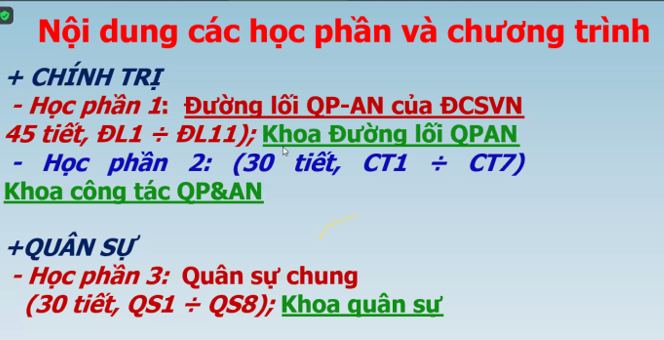 Nội dung các học phần và chương trình
+ CHÍNH TRỊ
- Học phần 1: Đường lối QP-AN của ĐCSVN
45 tiết, ĐL1 ÷ ĐL11); Khoa Đường lối QPAN
- Học phần 2: (30 tiết, CT1 ÷ CT7)
Khoa công tác QP&AN
+QUÂN SỰ
- Học phần 3: Quân sự chung
(30 tiết, QS1 ÷ QS8); Khoa quân sự